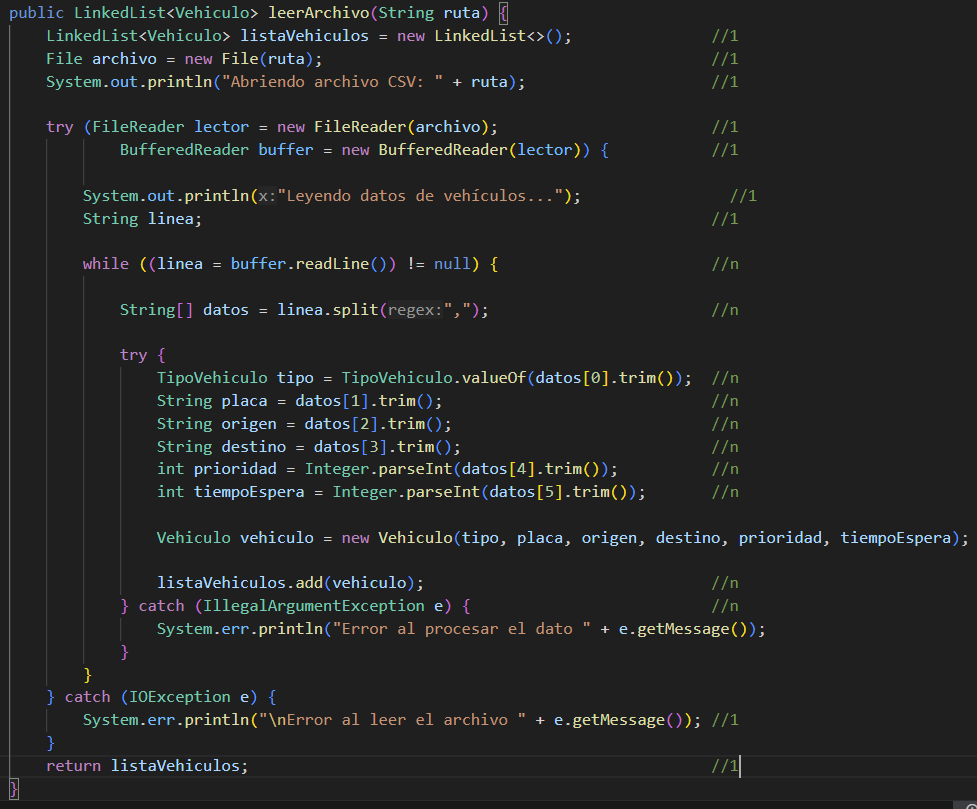 public LinkedList<Vehiculo> leerArchivo(String ruta) {
    LinkedList<Vehiculo> listaVehiculos = new LinkedList<>();               //1
    File archivo = new File(ruta);                                          //1
    System.out.println("Abriendo archivo CSV: " + ruta);                    //1
    try (FileReader lector = new FileReader(archivo);                       //1
            BufferedReader buffer = new BufferedReader(lector)) {           //1
        System.out.println(x:"Leyendo datos de vehículos...");                //1
        String linea;                                                       //1
        while ((linea = buffer.readLine()) != null) {                       //n
            String[] datos = linea.split(regex:",");                        //n
            try {
                TipoVehiculo tipo = TipoVehiculo.valueOf(datos[0].trim());  //n
                String placa = datos[1].trim();                             //n
                String origen = datos[2].trim();                            //n
                String destino = datos[3].trim();                           //n
                int prioridad = Integer.parseInt(datos[4].trim());          //n
                int tiempoEspera = Integer.parseInt(datos[5].trim());       //n
                Vehiculo vehiculo = new Vehiculo(tipo, placa, origen, destino, prioridad, tiempoEspera);
                listaVehiculos.add(vehiculo);                               //n
            } catch (IllegalArgumentException e) {                          //n
                System.err.println("Error al procesar el dato " + e.getMessage());
            }
        }
    } catch (IOException e) {
        System.err.println("\nError al leer el archivo " + e.getMessage()); //1
    }
    return listaVehiculos;                                                  //1
}